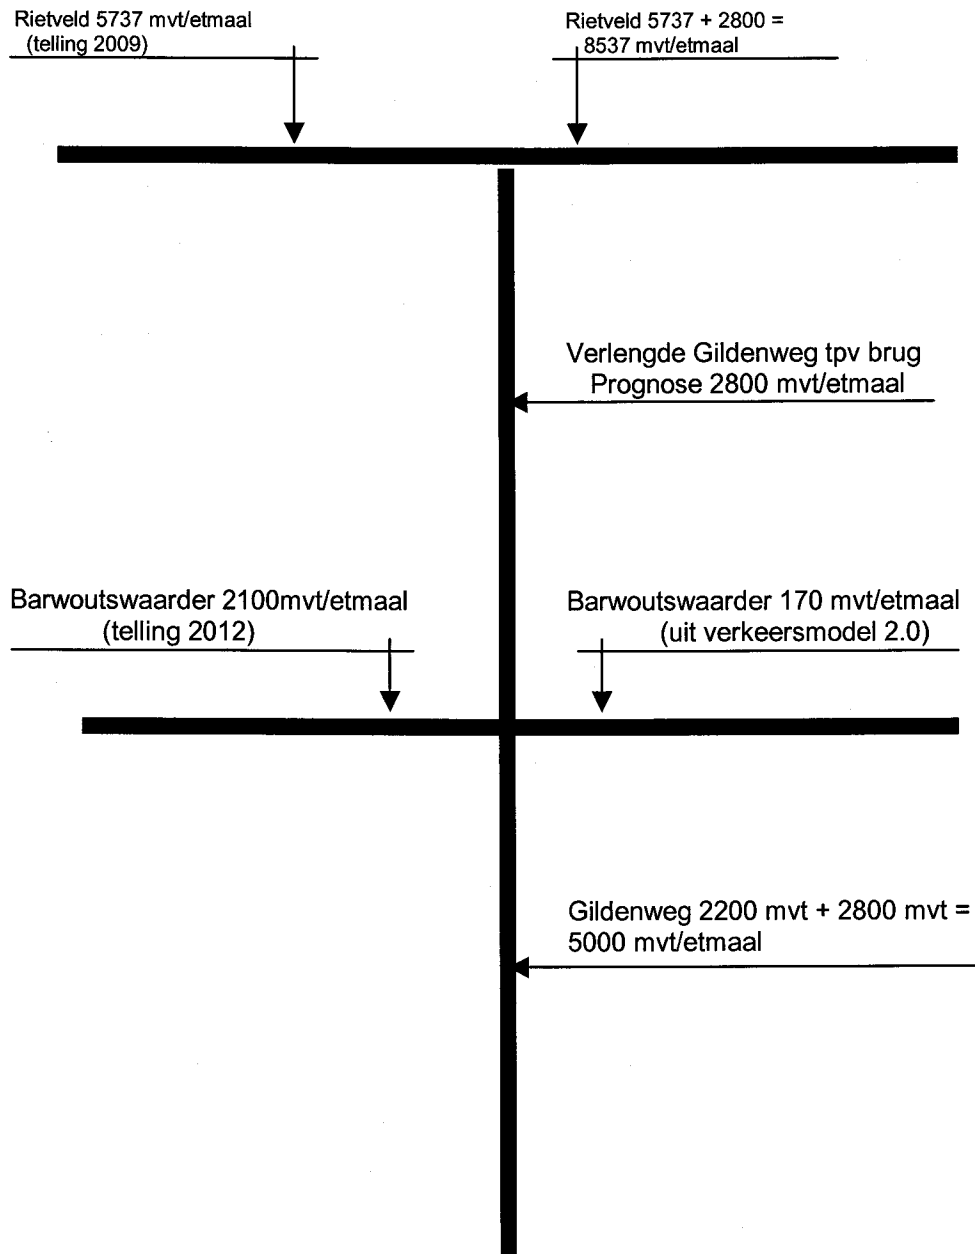 Rietveld 5737 mvt/etmaal
(telling 2009)
Rietveld 5737 + 2800 =
8537 mvt/etmaal
Verlengde Gildenweg tpv brug
Prognose 2800 mvt/etmaal
Barwoutswaarder 2100mvt/etmaal
(telling 2012)
Barwoutswaarder 170 mvt/etmaal
(uit verkeersmodel 2.0)
Gildenweg 2200 mvt + 2800 mvt =
5000 mvt/etmaal